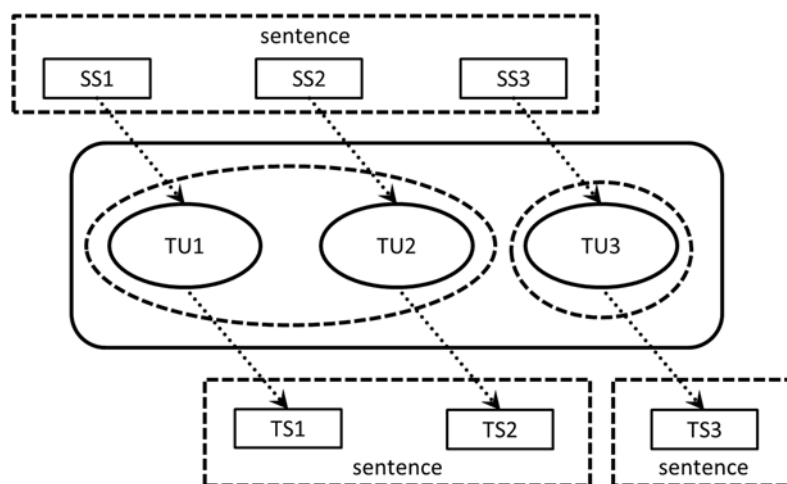 sentence
SS1 SS2 SS3
TU1 TU2 TU3
TS1 TS2 TS3
sentence sentence